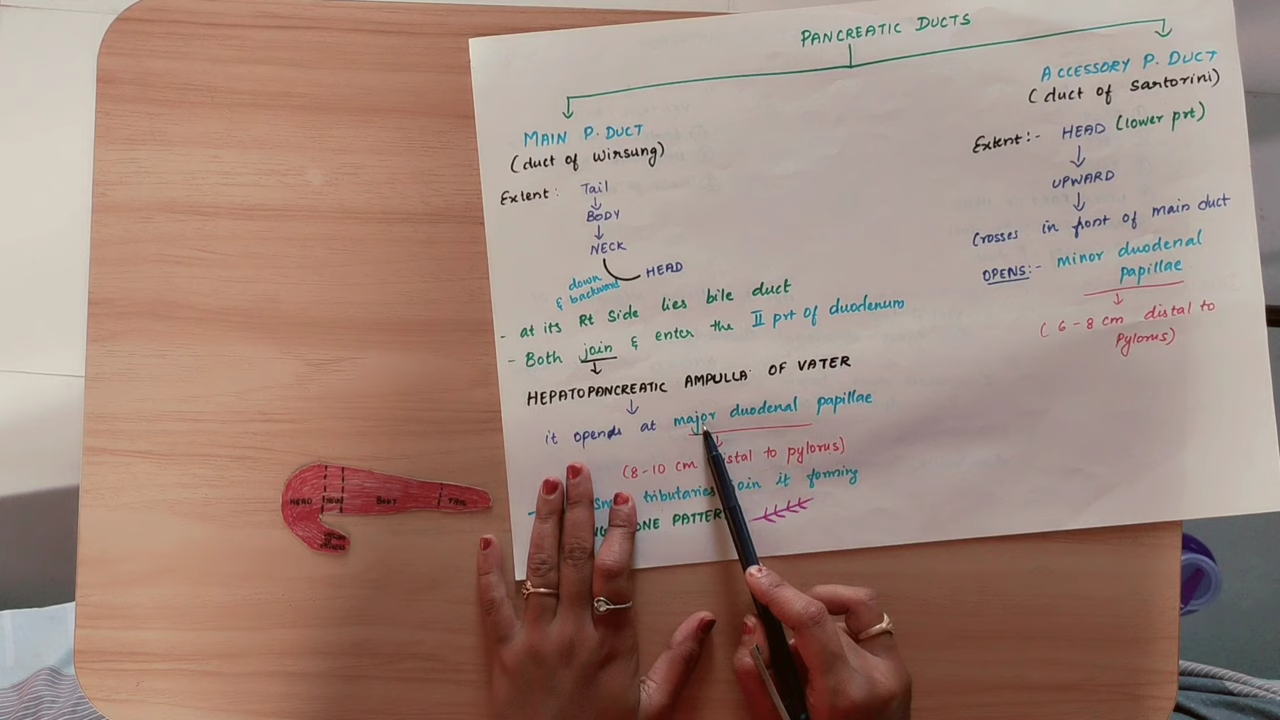 PANCREATIC DUCTS
MAIN P. DUCT
(duct of wirsung)
Extent: Tail
BODY
NECK
down & backward
HEAD
- at its Rt Side lies bile duct
- Both join & enter the II prt of duodenum
HEPATOPANCREATIC AMPULLA OF VATER
it opens at major duodenal papillae
(8-10 cm distal to pylorus)
tributaries join it forming
ONE PATTER
ACCESSORY P. DUCT
(duct of Sartorini)
Extent:- HEAD (lower prt)
UPWARD
Crosses in front of main duct
OPENS:- minor duodenal
papillae
(6-8 cm distal to
Pylorus)
HEAD
BODY
TAIL